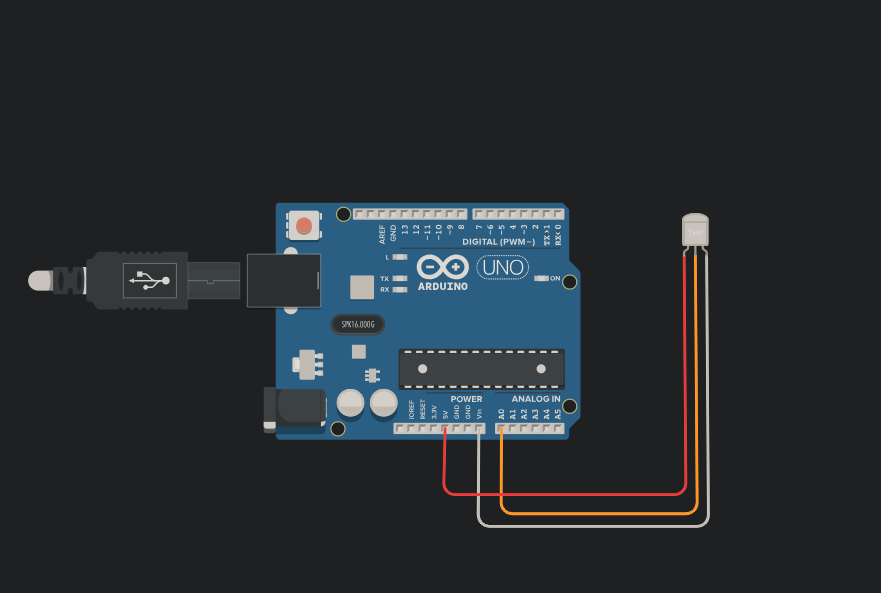 AREF
GND
13
12
~11
~10
~9
8
7
~6
~5
4
~3
2
TX→1
RX←0
DIGITAL (PWM~)
L
TX
RX
ARDUINO
UNO
ON
SPK16.000G
POWER
ANALOG IN
IOREF
RESET
3.3V
5V
GND
GND
Vin
A0
A1
A2
A3
A4
A5
TMP